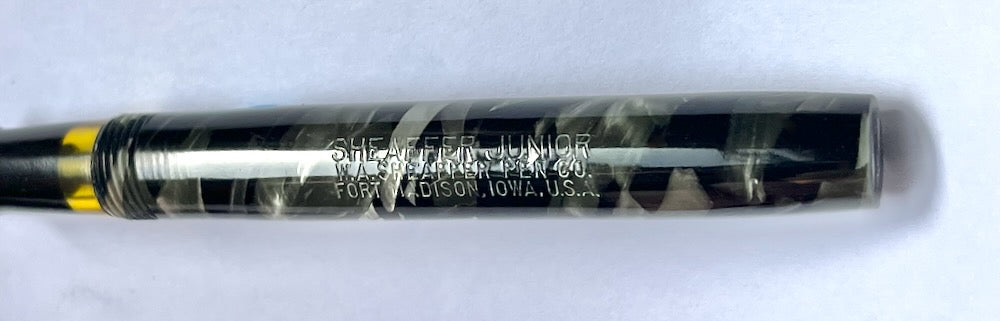 SHEAFFER JUNIOR
W.A.SHEAFFER PEN CO.
FORT MADISON, IOWA, U.S.A.